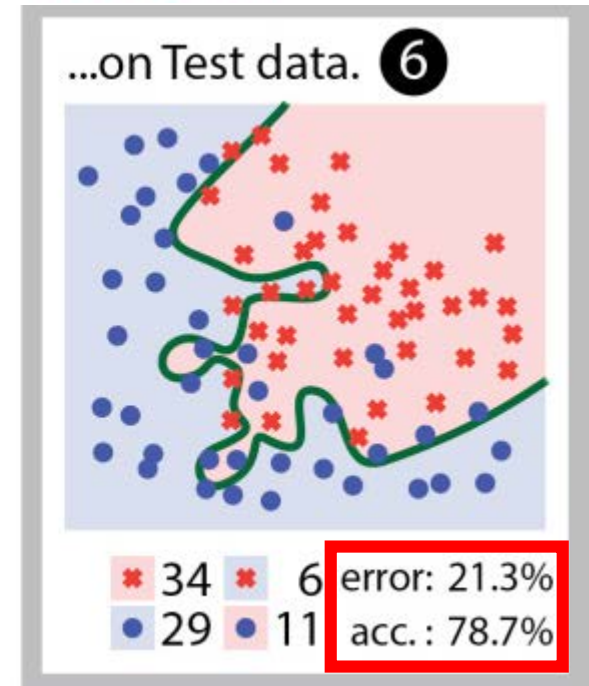 ...on Test data. 6
34 6 error: 21.3%
29 11 acc. : 78.7%